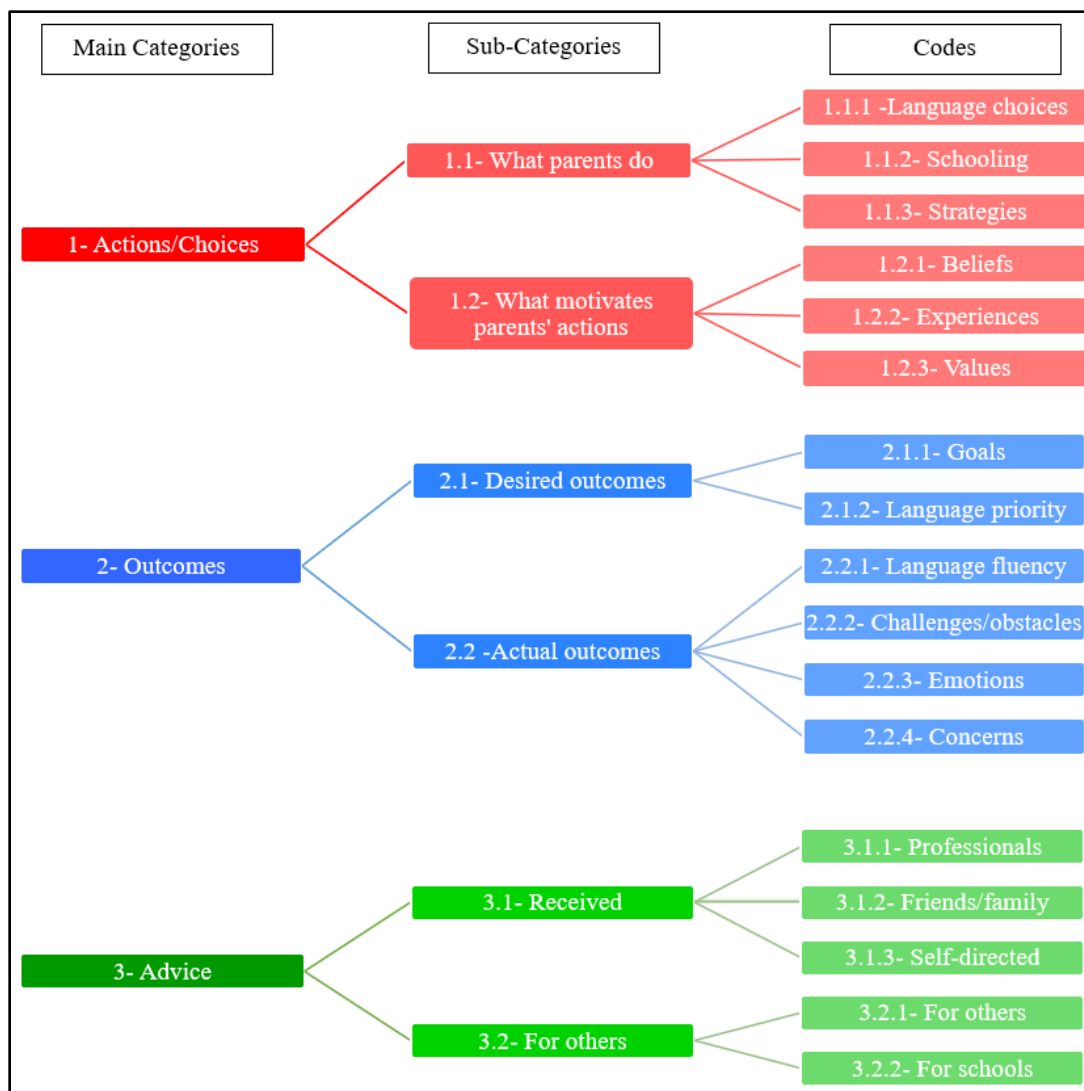 Main Categories
Sub-Categories
Codes
1- Actions/Choices
1.1- What parents do
1.1.1 -Language choices
1.1.2- Schooling
1.1.3- Strategies
1.2- What motivates
parents' actions
1.2.1- Beliefs
1.2.2- Experiences
1.2.3- Values
2- Outcomes
2.1- Desired outcomes
2.1.1- Goals
2.1.2- Language priority
2.2 -Actual outcomes
2.2.1- Language fluency
2.2.2- Challenges/obstacles
2.2.3- Emotions
2.2.4- Concerns
3- Advice
3.1- Received
3.1.1- Professionals
3.1.2- Friends/family
3.1.3- Self-directed
3.2- For others
3.2.1- For others
3.2.2- For schools